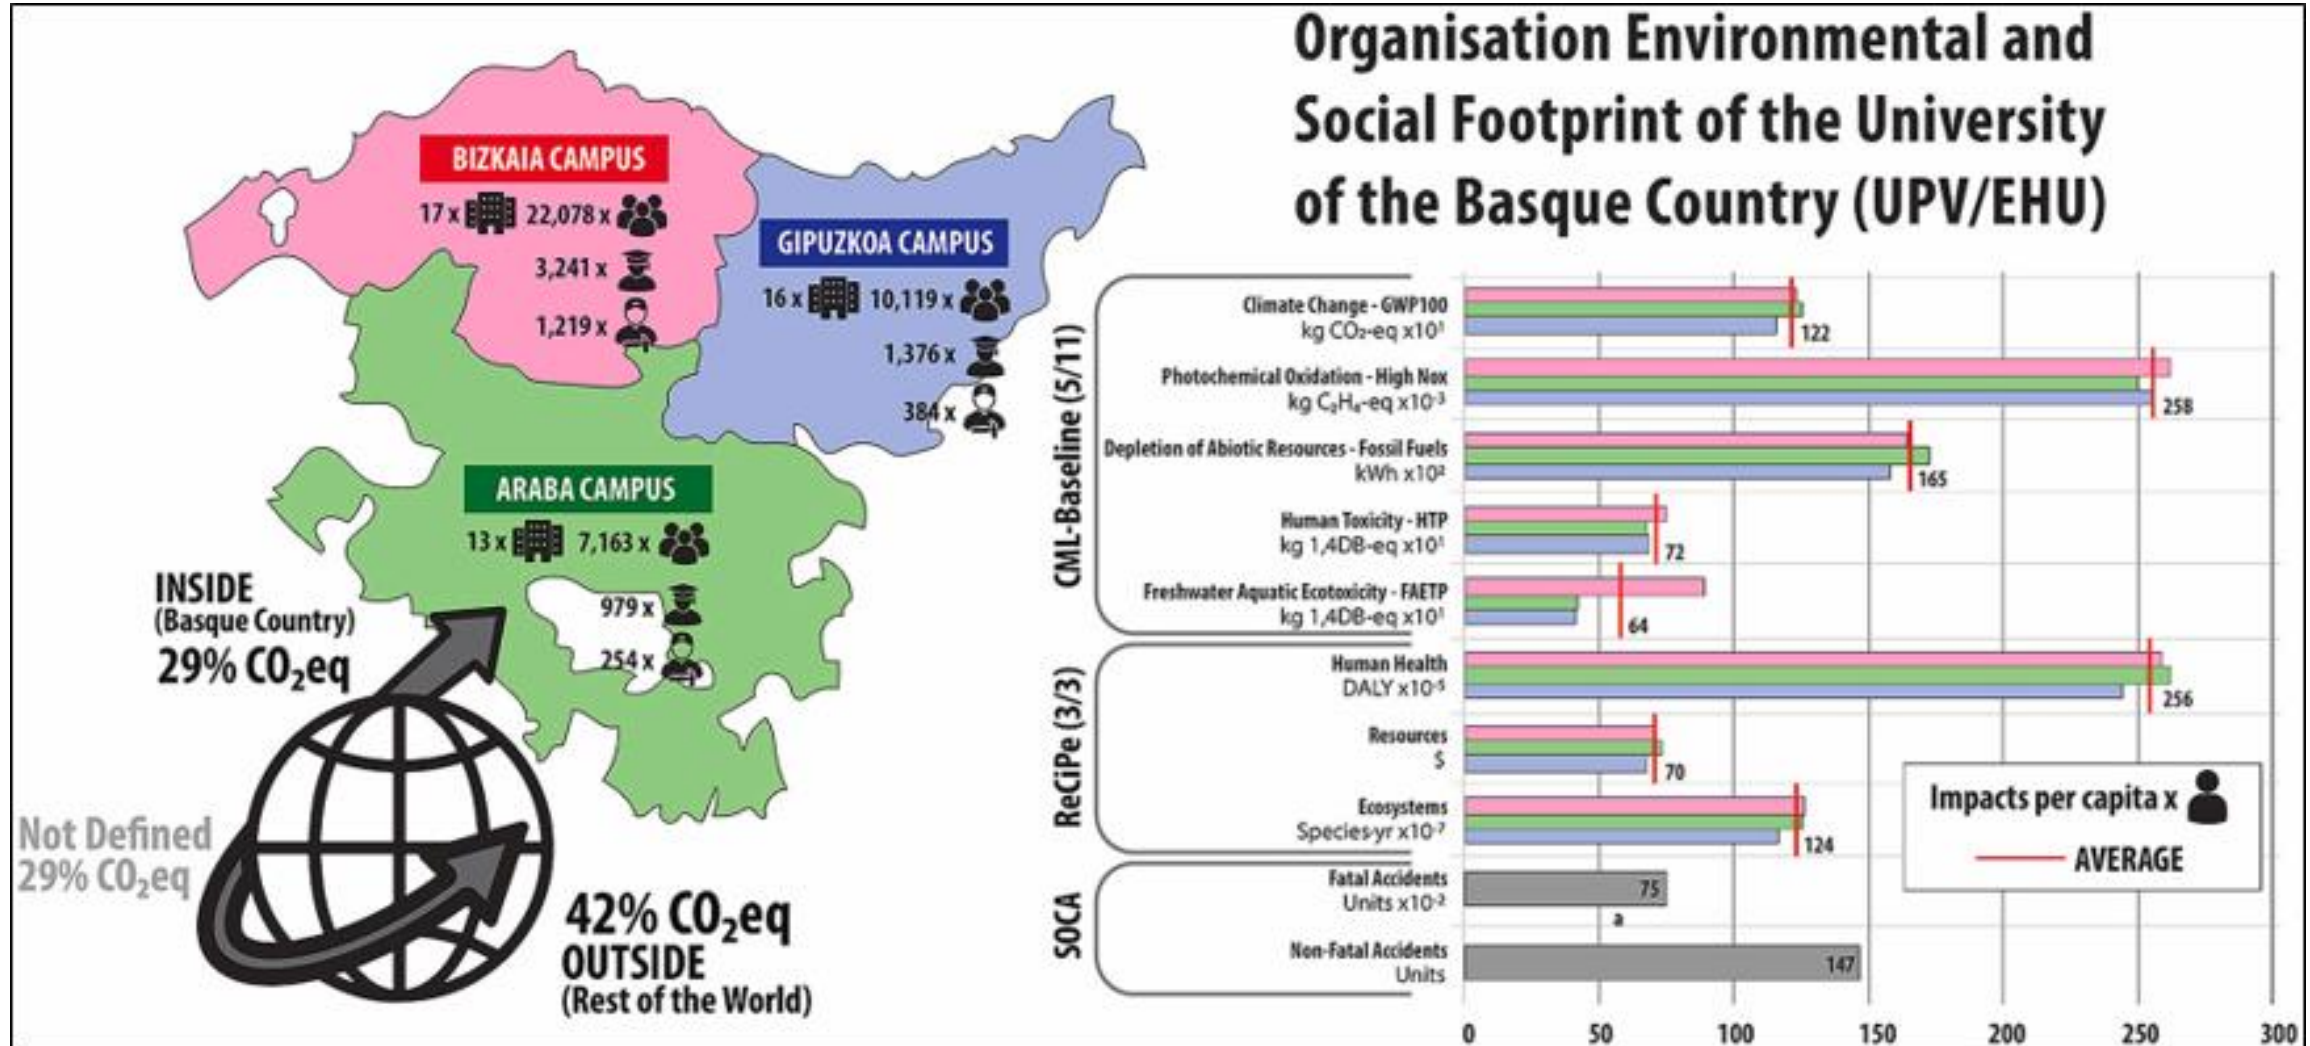 Organisation Environmental and
Social Footprint of the University
of the Basque Country (UPV/EHU)
BIZKAIA CAMPUS
17 x 22,078 x
3,241 x
1,219 x
GIPUZKOA CAMPUS
16 x 10,119 x
1,376 x
384 x
ARABA CAMPUS
13 x 7,163 x
979 x
254 x
INSIDE
(Basque Country)
29% CO₂eq
Not Defined
29% CO₂eq
42% CO₂eq
OUTSIDE
(Rest of the World)
CML-Baseline (5/11)
Climate Change - GWP100
kg CO₂-eq x10¹
122
Photochemical Oxidation - High Nox
kg C₂H₄-eq x10⁻³
258
Depletion of Abiotic Resources - Fossil Fuels
kWh x10²
165
Human Toxicity - HTP
kg 1,4DB-eq x10¹
72
Freshwater Aquatic Ecotoxicity - FAETP
kg 1,4DB-eq x10¹
64
ReCiPe (3/3)
Human Health
DALY x10⁻⁵
256
Resources
$
70
Ecosystems
Species·yr x10⁻⁷
124
SOCA
Fatal Accidents
Units x10⁻²
75
a
Non-Fatal Accidents
Units
147
Impacts per capita x
AVERAGE
0 50 100 150 200 250 300